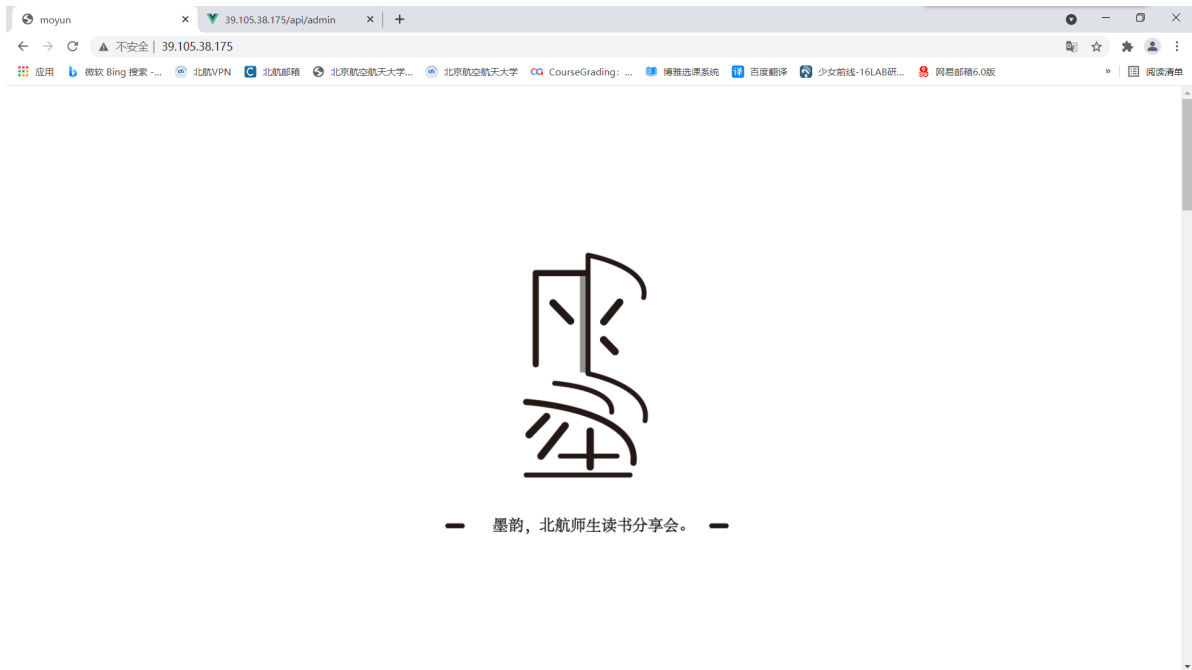 moyun
39.105.38.175/api/admin
不安全 | 39.105.38.175
应用 微软 Bing 搜索 -... 北航VPN 北航邮箱 北京航空航天大学... 北京航空航天大学 CourseGrading: ... 博雅选课系统 百度翻译 少女前线-16LAB研... 网易邮箱6.0版 » 阅读清单
墨韵，北航师生读书分享会。